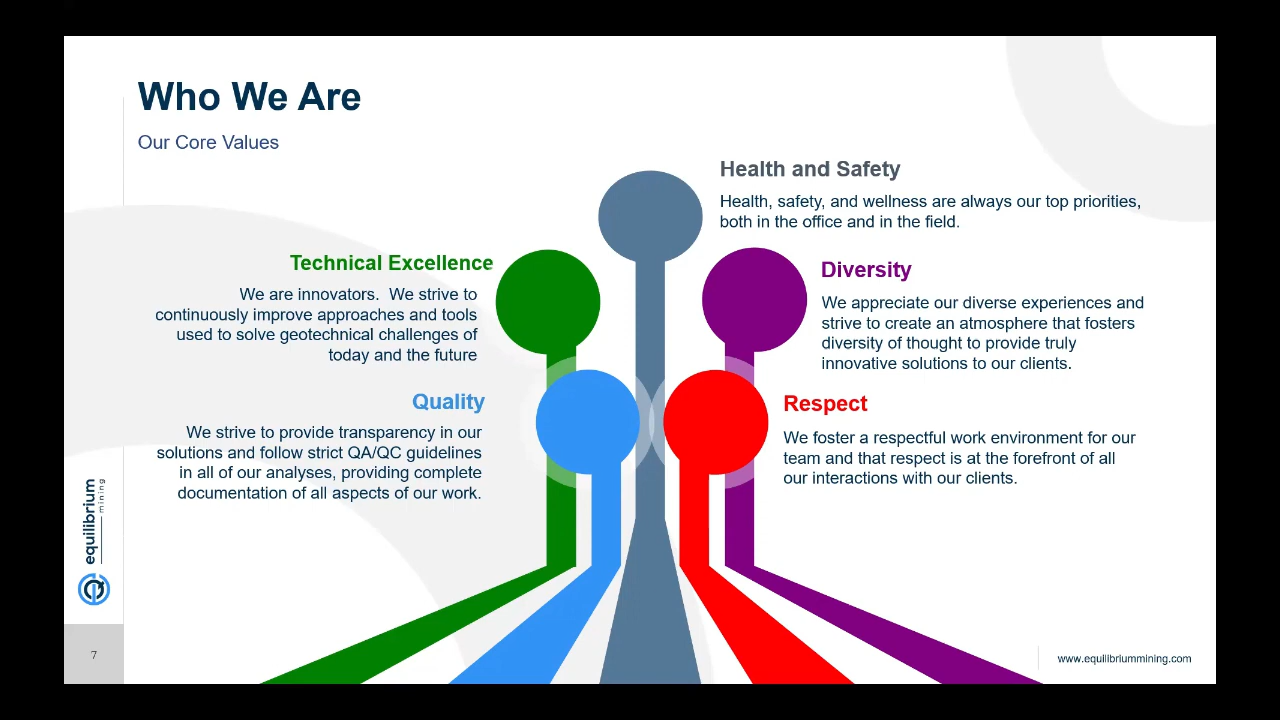 Who We Are
Our Core Values
Health and Safety
Health, safety, and wellness are always our top priorities,
both in the office and in the field.
Technical Excellence
We are innovators.  We strive to
continuously improve approaches and tools
used to solve geotechnical challenges of
today and the future
Diversity
We appreciate our diverse experiences and
strive to create an atmosphere that fosters
diversity of thought to provide truly
innovative solutions to our clients.
Quality
We strive to provide transparency in our
solutions and follow strict QA/QC guidelines
in all of our analyses, providing complete
documentation of all aspects of our work.
Respect
We foster a respectful work environment for our
team and that respect is at the forefront of all
our interactions with our clients.
equilibrium
mining
7
www.equilibriummining.com